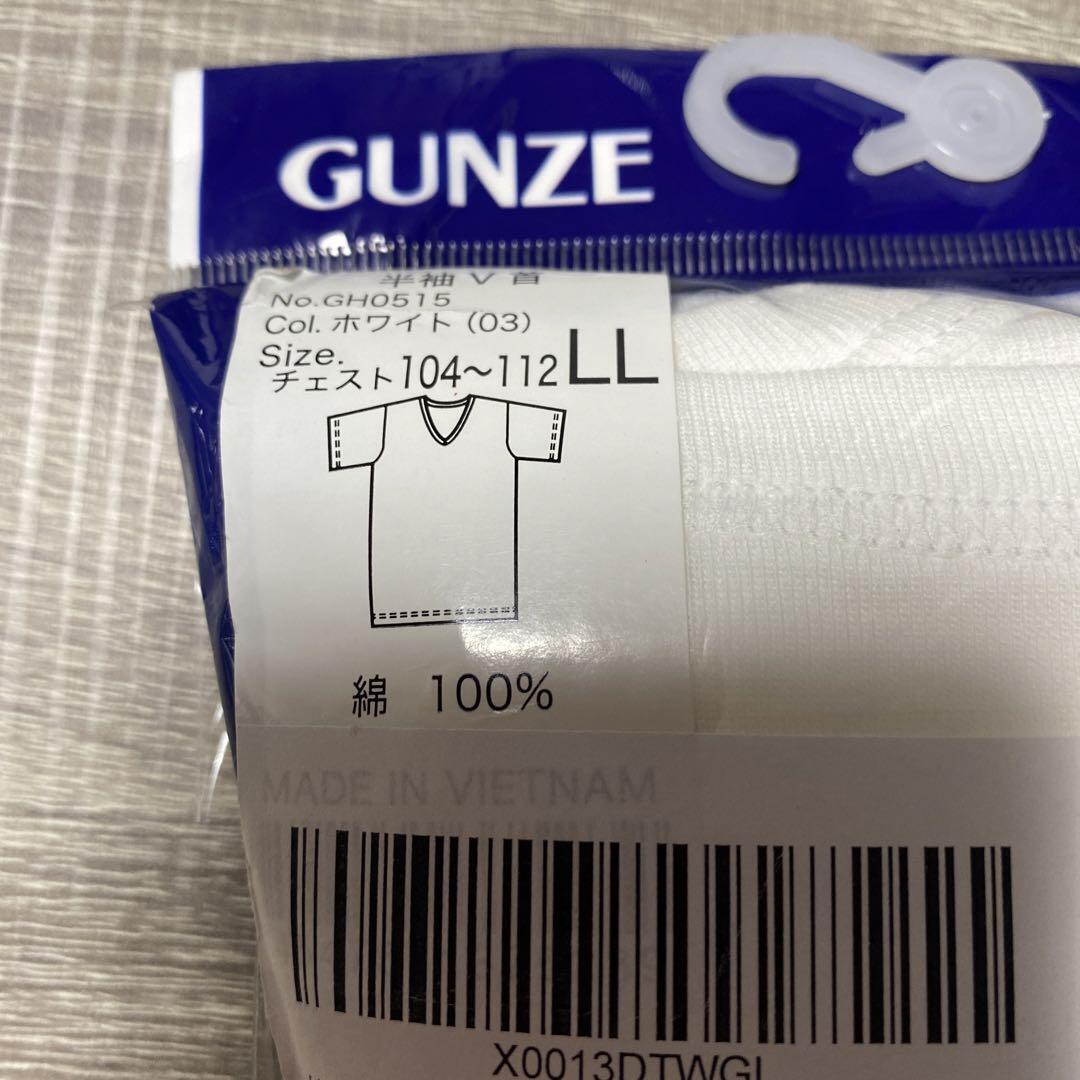 GUNZE
半袖V首
No.GH0515
Col. ホワイト (03)
Size.
チェスト104～112 LL
綿 100%
MADE IN VIETNAM